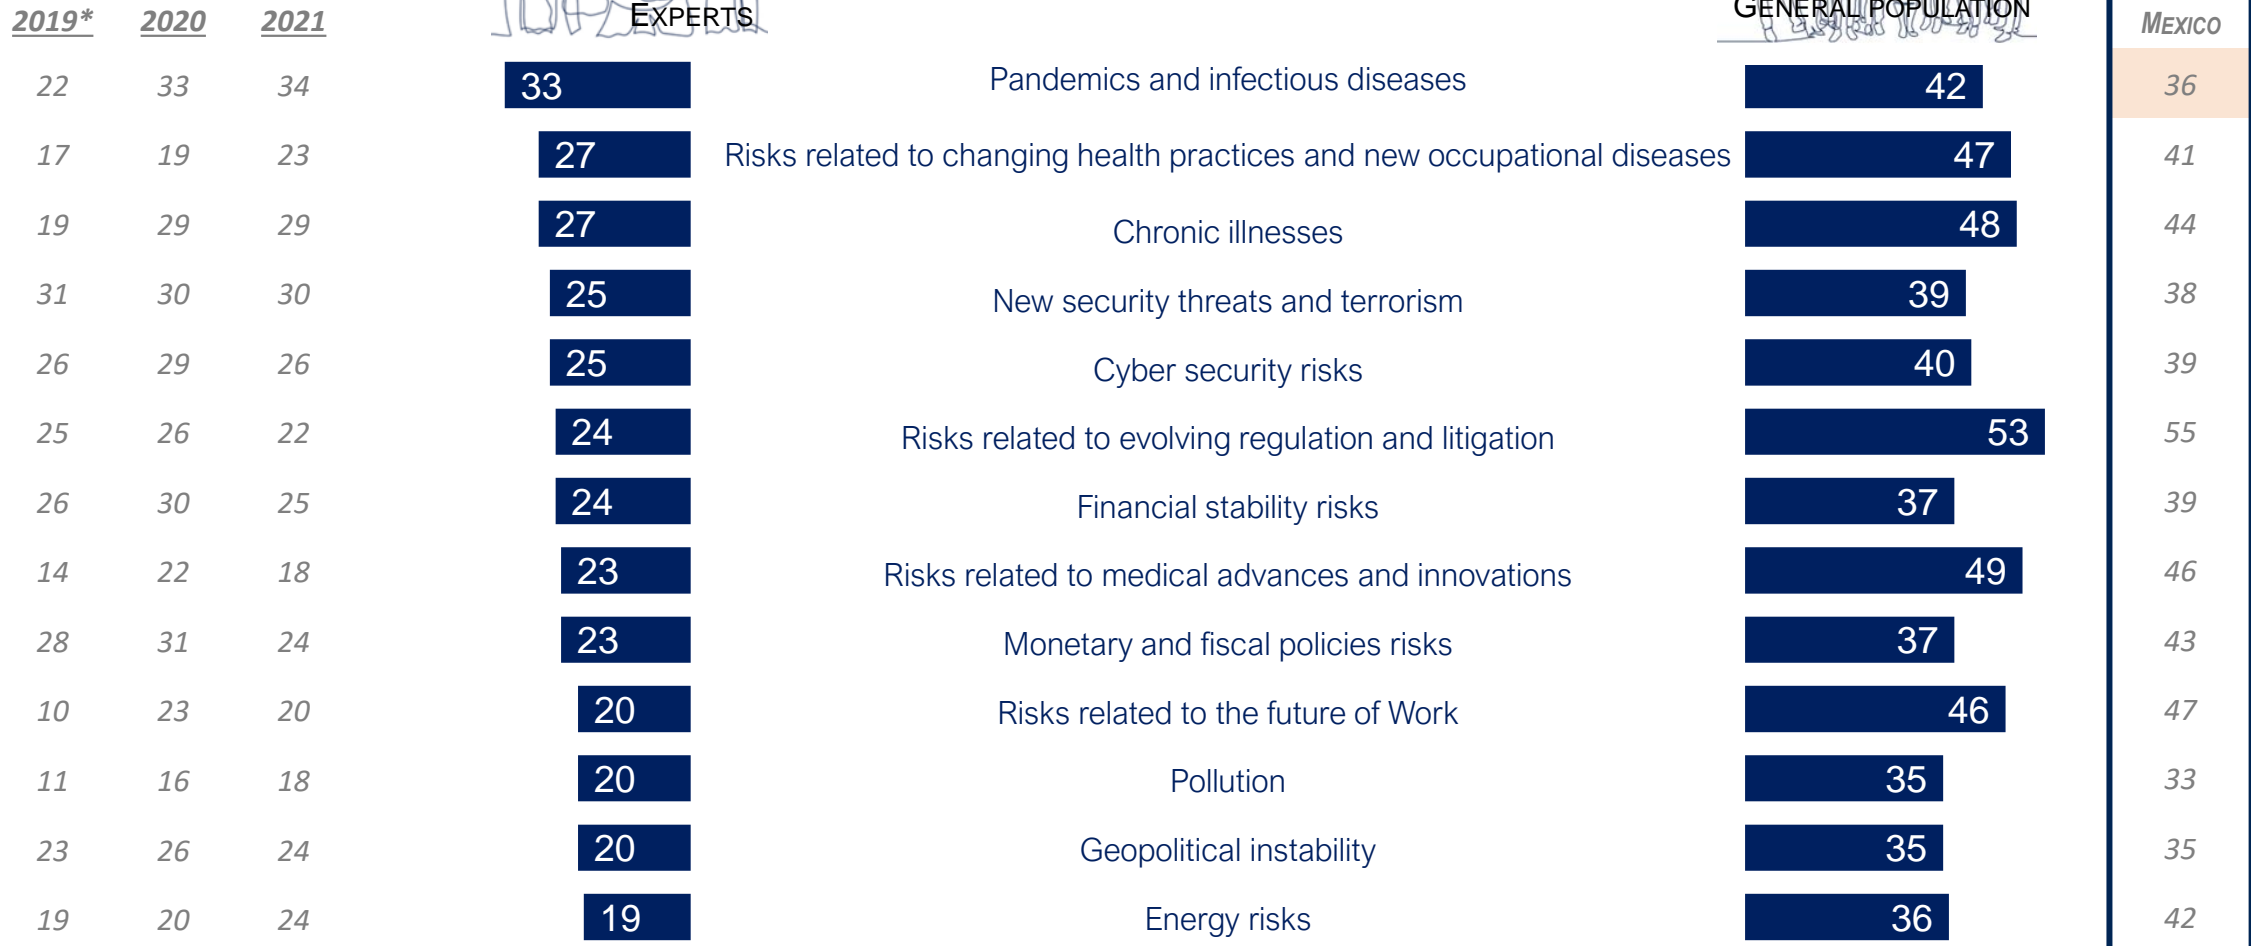 2019* 2020 2021 EXPERTS GENERAL POPULATION MEXICO
22 33 34 33 Pandemics and infectious diseases 42 36
17 19 23 27 Risks related to changing health practices and new occupational diseases 47 41
19 29 29 27 Chronic illnesses 48 44
31 30 30 25 New security threats and terrorism 39 38
26 29 26 25 Cyber security risks 40 39
25 26 22 24 Risks related to evolving regulation and litigation 53 55
26 30 25 24 Financial stability risks 37 39
14 22 18 23 Risks related to medical advances and innovations 49 46
28 31 24 23 Monetary and fiscal policies risks 37 43
10 23 20 20 Risks related to the future of Work 46 47
11 16 18 20 Pollution 35 33
23 26 24 20 Geopolitical instability 35 35
19 20 24 19 Energy risks 36 42